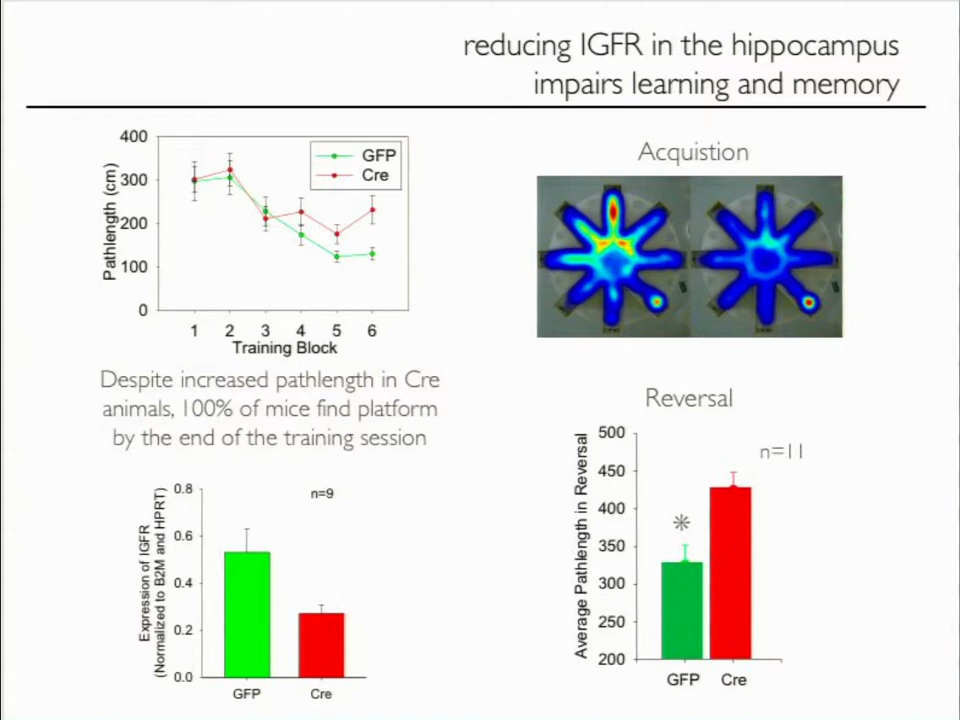 reducing IGFR in the hippocampus
impairs learning and memory
400
300
200
100
0
Pathlength (cm)
GFP
Cre
1 2 3 4 5 6
Training Block
Acquistion
Despite increased pathlength in Cre
animals, 100% of mice find platform
by the end of the training session
Reversal
0.8
0.6
0.4
0.2
0.0
Expression of IGFR
(Normalized to B2M and HPRT)
n=9
GFP Cre
500
450
400
350
300
250
200
Average Pathlength in Reversal
n=11
*
GFP Cre